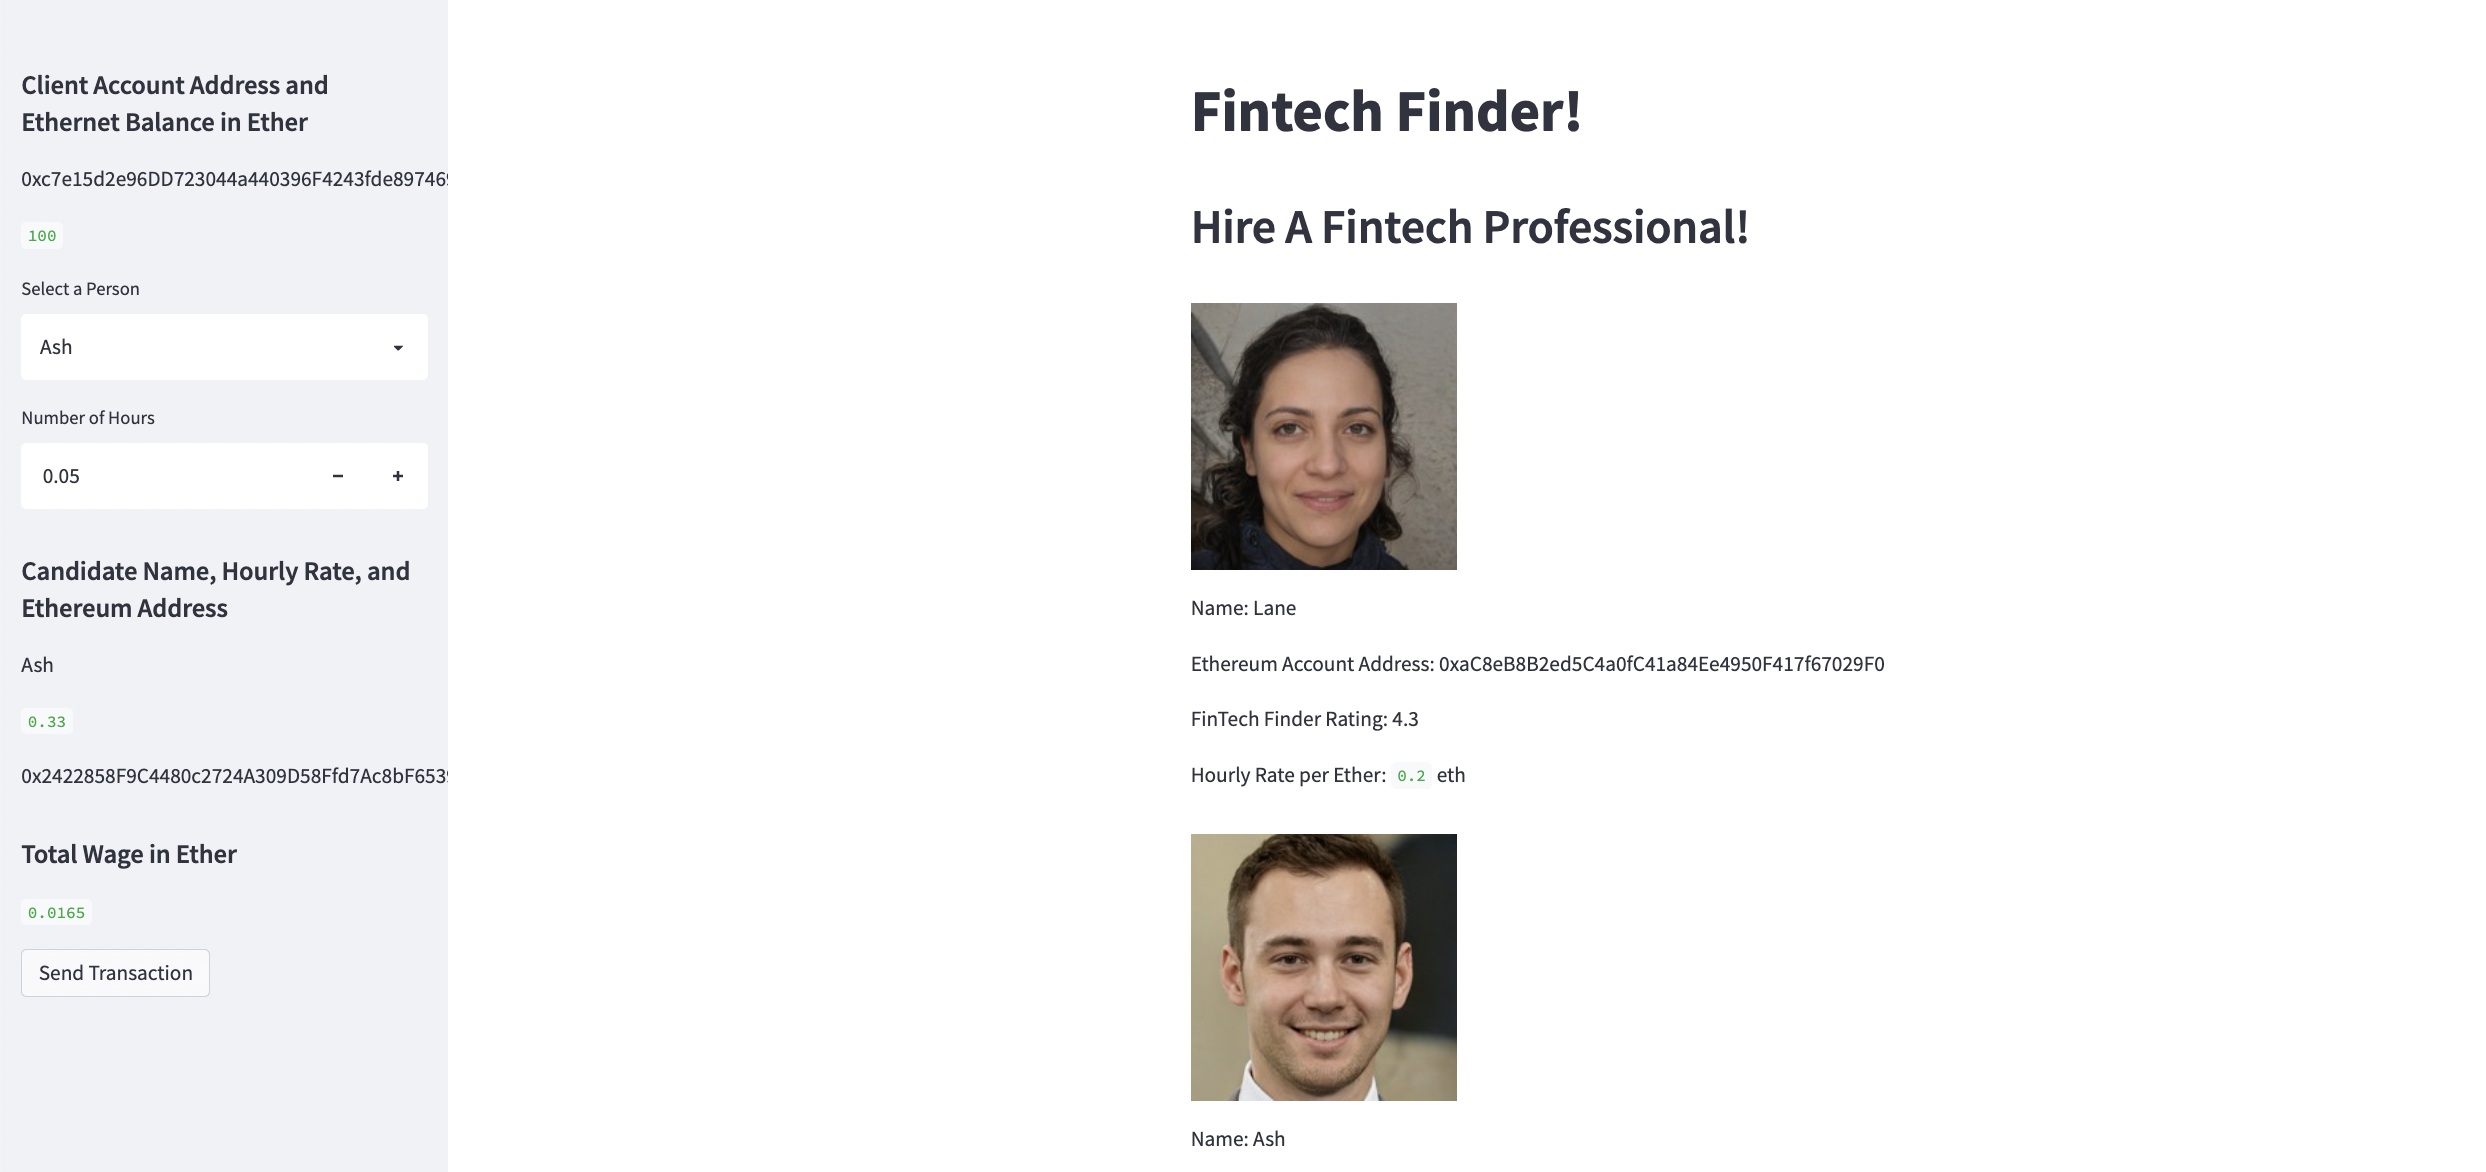 Client Account Address and
Ethernet Balance in Ether
0xc7e15d2e96DD723044a440396F4243fde89746
100
Select a Person
Ash
Number of Hours
0.05
Candidate Name, Hourly Rate, and
Ethereum Address
Ash
0.33
0x2422858F9C4480c2724A309D58Ffd7Ac8bF653
Total Wage in Ether
0.0165
Send Transaction
Fintech Finder!
Hire A Fintech Professional!
Name: Lane
Ethereum Account Address: 0xaC8eB8B2ed5C4a0fC41a84Ee4950F417f67029F0
FinTech Finder Rating: 4.3
Hourly Rate per Ether: 0.2 eth
Name: Ash